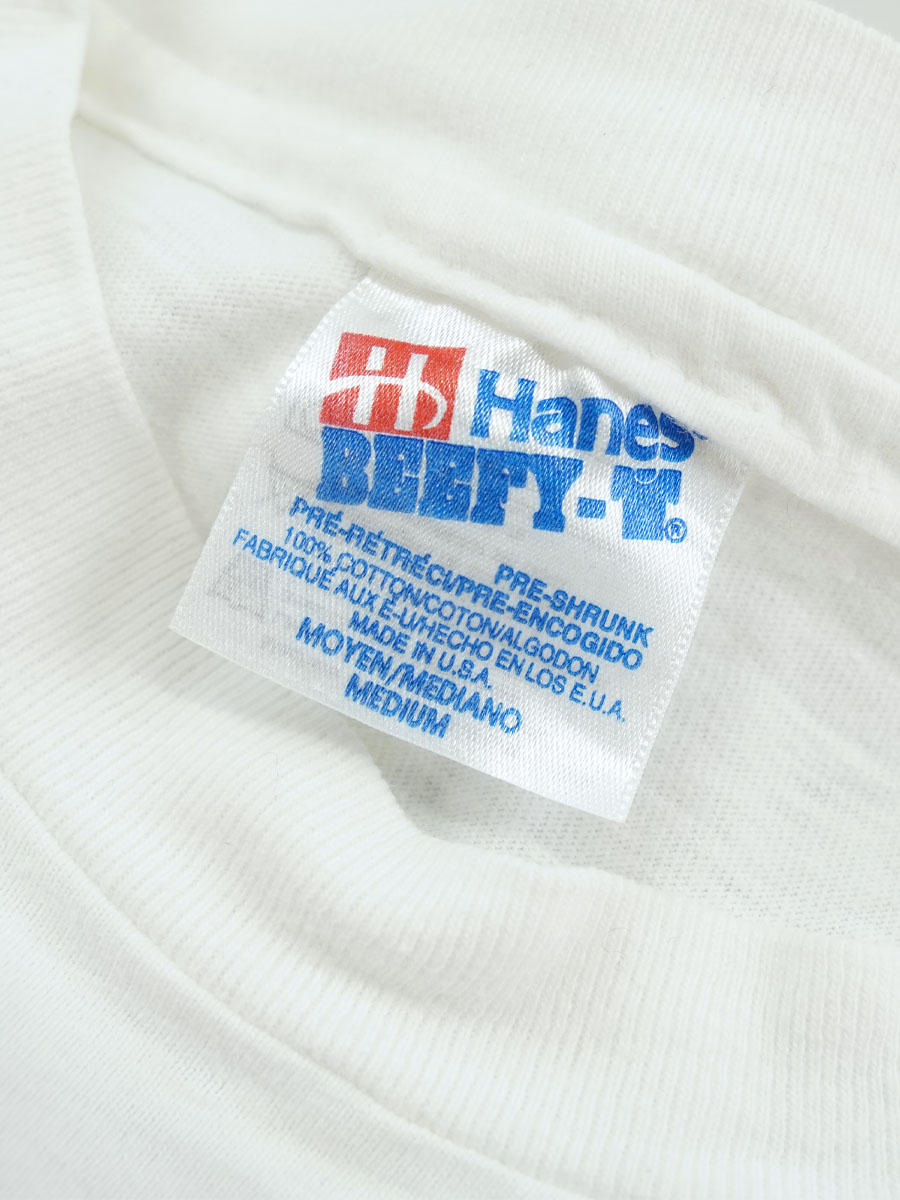 H Hanes
BEEFY-T®
PRE-SHRUNK
PRÉ-RÉTRÉCI/PRE-ENCOGIDO
100% COTTON/COTON/ALGODON
FABRIQUÉ AUX É-U/HECHO EN LOS E.U.A.
MADE IN U.S.A.
MOYEN/MEDIANO
MEDIUM